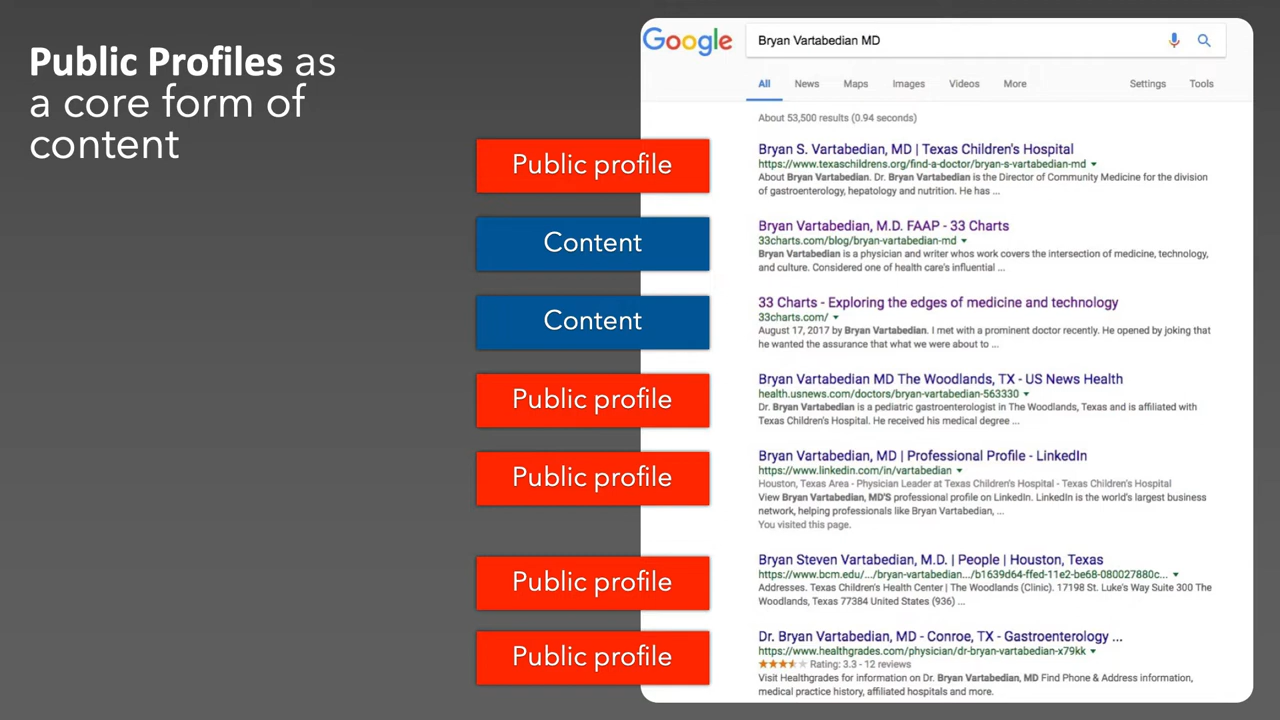 Public Profiles as
a core form of
content
Public profile
Content
Content
Public profile
Public profile
Public profile
Public profile
Google
Bryan Vartabedian MD
All News Maps Images Videos More Settings Tools
About 53,500 results (0.94 seconds)
Bryan S. Vartabedian, MD | Texas Children's Hospital
https://www.texaschildrens.org/find-a-doctor/bryan-s-vartabedian-md
About Bryan Vartabedian. Dr. Bryan Vartabedian is the Director of Community Medicine for the division
of gastroenterology, hepatology and nutrition. He has ...
Bryan Vartabedian, M.D. FAAP - 33 Charts
33charts.com/blog/bryan-vartabedian-md
Bryan Vartabedian is a physician and writer whos work covers the intersection of medicine, technology,
and culture. Considered one of health care's influential ...
33 Charts - Exploring the edges of medicine and technology
33charts.com/
August 17, 2017 by Bryan Vartabedian. I met with a prominent doctor recently. He opened by joking that
he wanted the assurance that what we were about to ...
Bryan Vartabedian MD The Woodlands, TX - US News Health
health.usnews.com/doctors/bryan-vartabedian-563330
Dr. Bryan Vartabedian is a pediatric gastroenterologist in The Woodlands, Texas and is affiliated with
Texas Children's Hospital. He received his medical degree ...
Bryan Vartabedian, MD | Professional Profile - LinkedIn
https://www.linkedin.com/in/vartabedian
Houston, Texas Area - Physician Leader at Texas Children's Hospital - Texas Children's Hospital
View Bryan Vartabedian, MD'S professional profile on LinkedIn. LinkedIn is the world's largest business
network, helping professionals like Bryan Vartabedian, ...
You visited this page.
Bryan Steven Vartabedian, M.D. | People | Houston, Texas
https://www.bcm.edu/.../bryan-vartabedian.../b1639d64-ffed-11e2-be68-080027880c...
Addresses. Texas Children's Health Center | The Woodlands (Clinic). 17198 St. Luke's Way Suite 300 The
Woodlands, Texas 77384 United States (936) ...
Dr. Bryan Vartabedian, MD - Conroe, TX - Gastroenterology ...
https://www.healthgrades.com/physician/dr-bryan-vartabedian-x79kk
Rating: 3.3 - 12 reviews
Visit Healthgrades for information on Dr. Bryan Vartabedian, MD Find Phone & Address information,
medical practice history, affiliated hospitals and more.